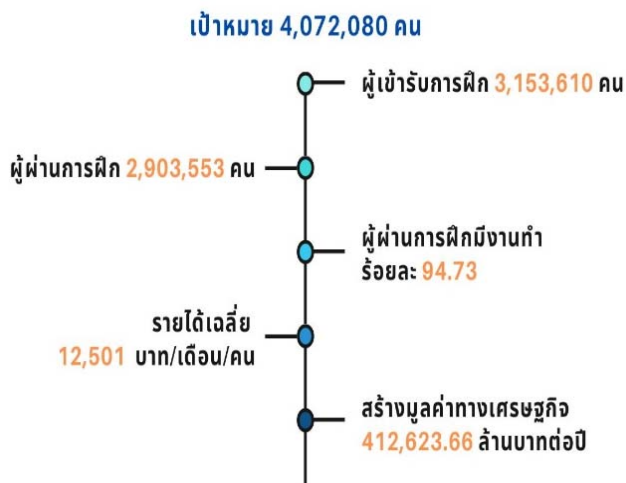 เป้าหมาย 4,072,080 คน
ผู้เข้ารับการฝึก 3,153,610 คน
ผู้ผ่านการฝึก 2,903,553 คน
ผู้ผ่านการฝึกมีงานทำ
ร้อยละ 94.73
รายได้เฉลี่ย
12,501 บาท/เดือน/คน
สร้างมูลค่าทางเศรษฐกิจ
412,623.66 ล้านบาทต่อปี